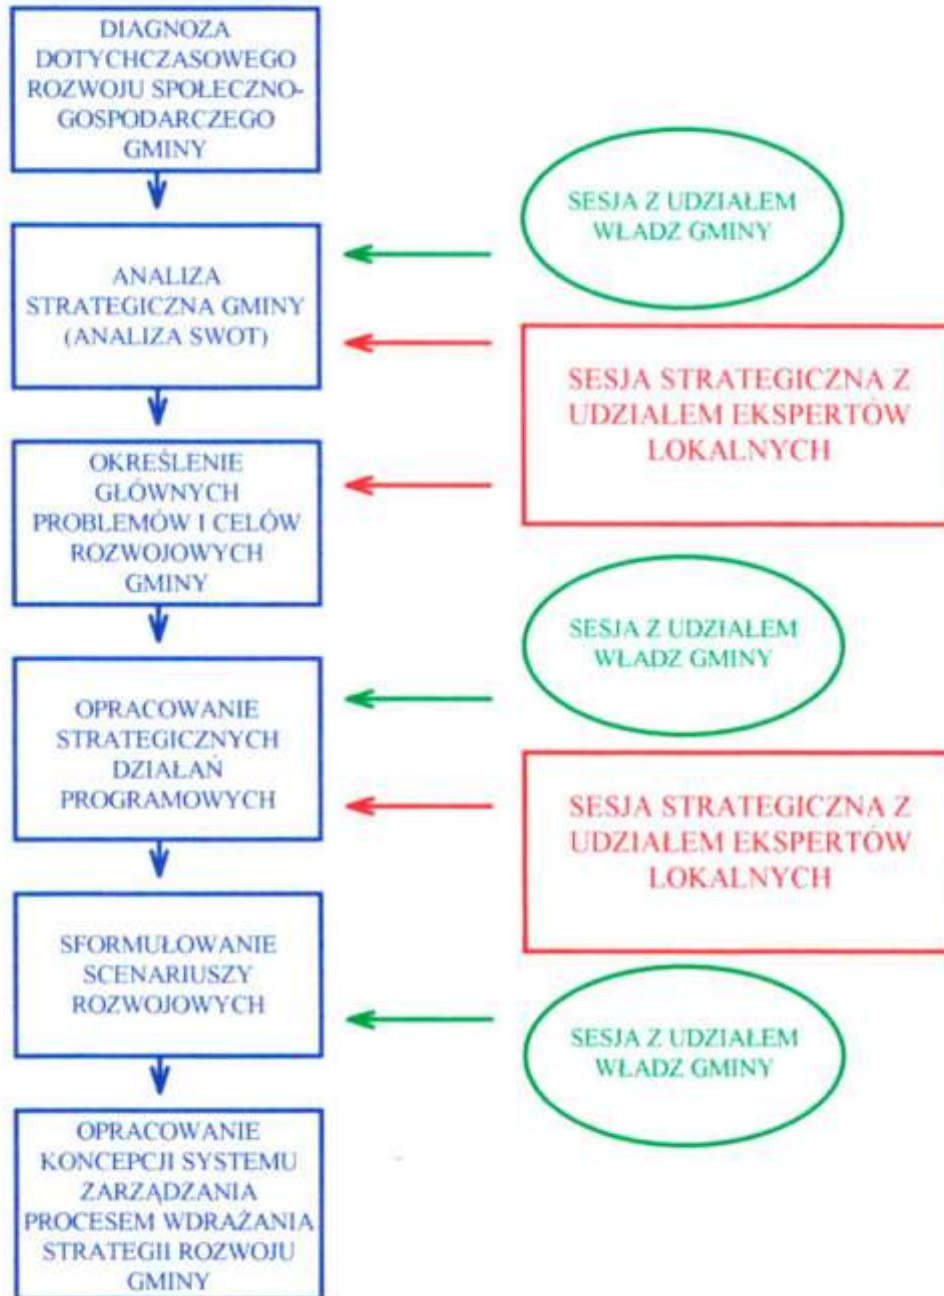 DIAGNOZA
DOTYCHCZASOWEGO
ROZWOJU SPOŁECZNO-
GOSPODARCZEGO
GMINY
SESJA Z UDZIAŁEM
WŁADZ GMINY
ANALIZA
STRATEGICZNA GMINY
(ANALIZA SWOT)
SESJA STRATEGICZNA Z
UDZIAŁEM EKSPERTÓW
LOKALNYCH
OKREŚLENIE
GŁÓWNYCH
PROBLEMÓW I CELÓW
ROZWOJOWYCH
GMINY
SESJA Z UDZIAŁEM
WŁADZ GMINY
OPRACOWANIE
STRATEGICZNYCH
DZIAŁAŃ
PROGRAMOWYCH
SESJA STRATEGICZNA Z
UDZIAŁEM EKSPERTÓW
LOKALNYCH
SFORMUŁOWANIE
SCENARIUSZY
ROZWOJOWYCH
SESJA Z UDZIAŁEM
WŁADZ GMINY
OPRACOWANIE
KONCEPCJI SYSTEMU
ZARZĄDZANIA
PROCESEM WDRAŻANIA
STRATEGII ROZWOJU
GMINY